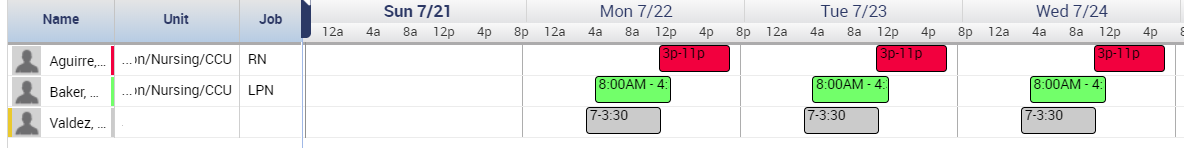 Name Unit Job Sun 7/21 Mon 7/22 Tue 7/23 Wed 7/24
12a 4a 8a 12p 4p 8p 12a 4a 8a 12p 4p 8p 12a 4a 8a 12p 4p 8p 12a 4a 8a 12p 4p
Aguirre,... ...on/Nursing/CCU RN 3p-11p 3p-11p 3p-11p
Baker, ... ...on/Nursing/CCU LPN 8:00AM - 4: 8:00AM - 4: 8:00AM - 4:
Valdez, ... 7-3:30 7-3:30 7-3:30